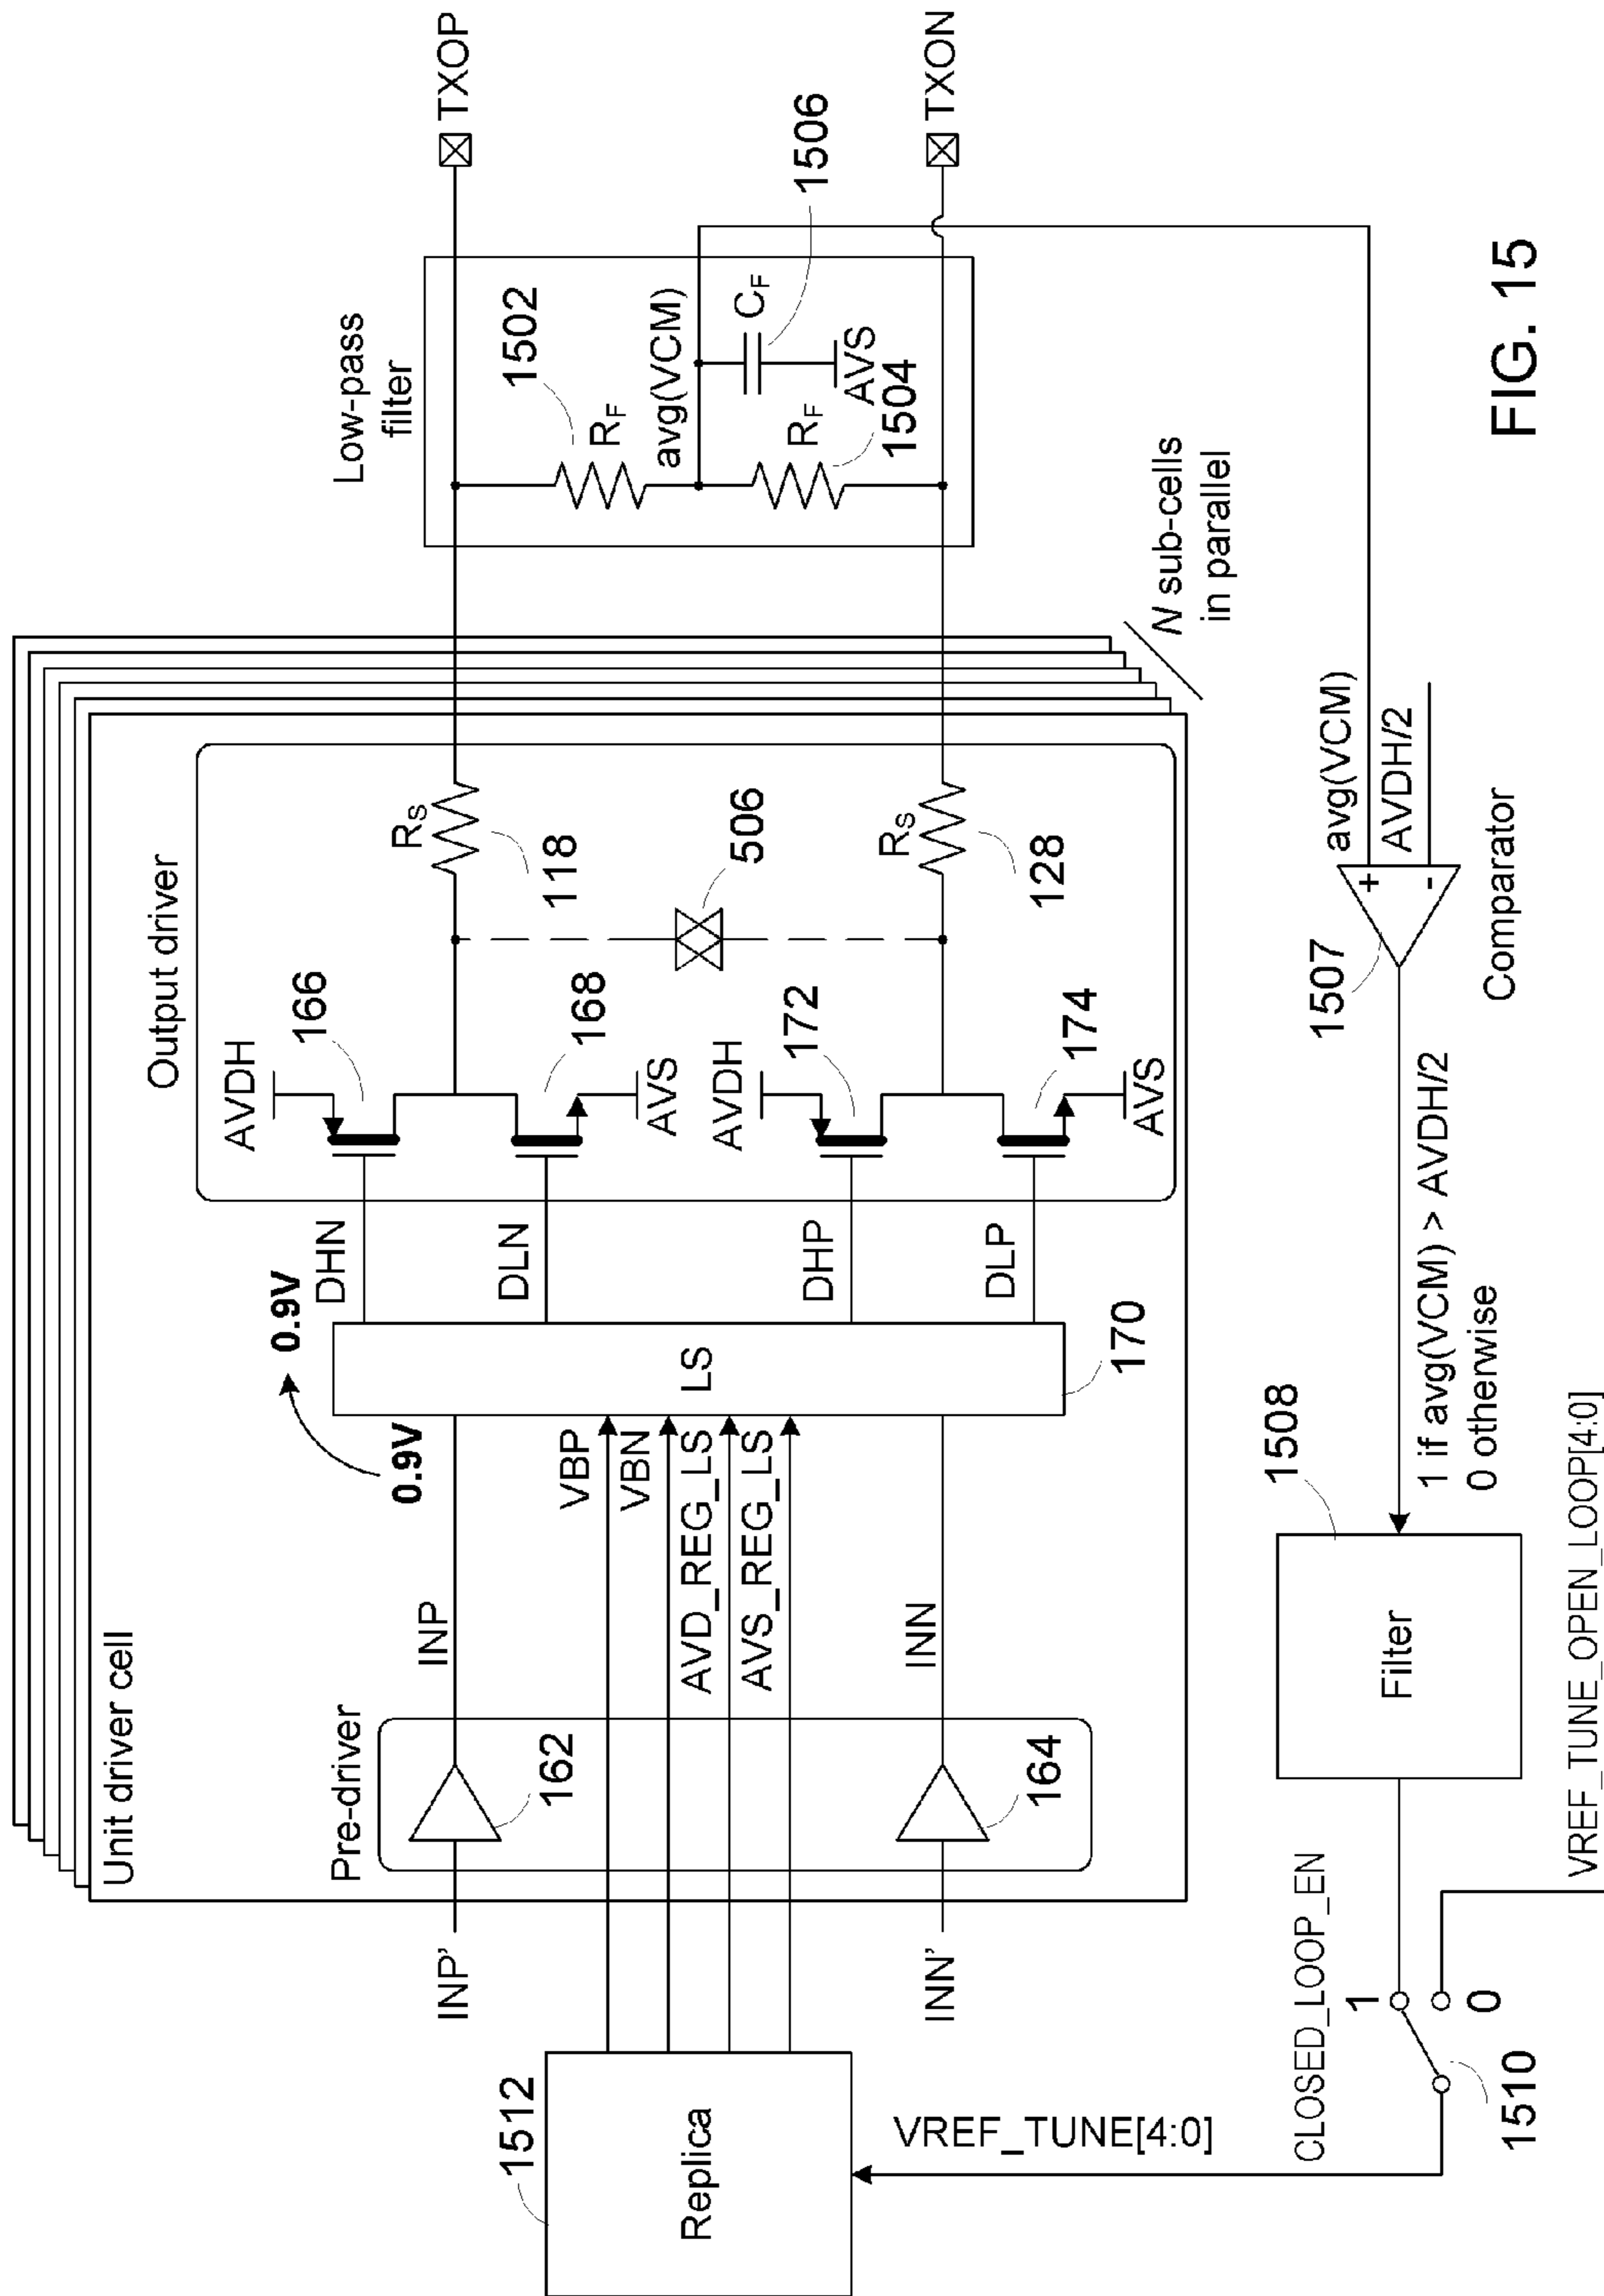 Unit driver cell
Pre-driver
Output driver
Low-pass
filter
INP'
162
INP
0.9V
0.9V
DHN
AVDH
166
RS
118
TXOP
1502
RF
avg(VCM)
1512
Replica
VBP
VBN
AVD_REG_LS
AVS_REG_LS
LS
DLN
168
AVS
506
CF
1506
AVS
DHP
AVDH
172
RS
128
RF
1504
INN'
164
INN
170
DLP
174
AVS
TXON
N sub-cells
in parallel
VREF_TUNE[4:0]
CLOSED_LOOP_EN
1
0
1510
1508
Filter
VREF_TUNE_OPEN_LOOP[4:0]
1 if avg(VCM) > AVDH/2
0 otherwise
1507
+
-
Comparator
avg(VCM)
AVDH/2
FIG. 15